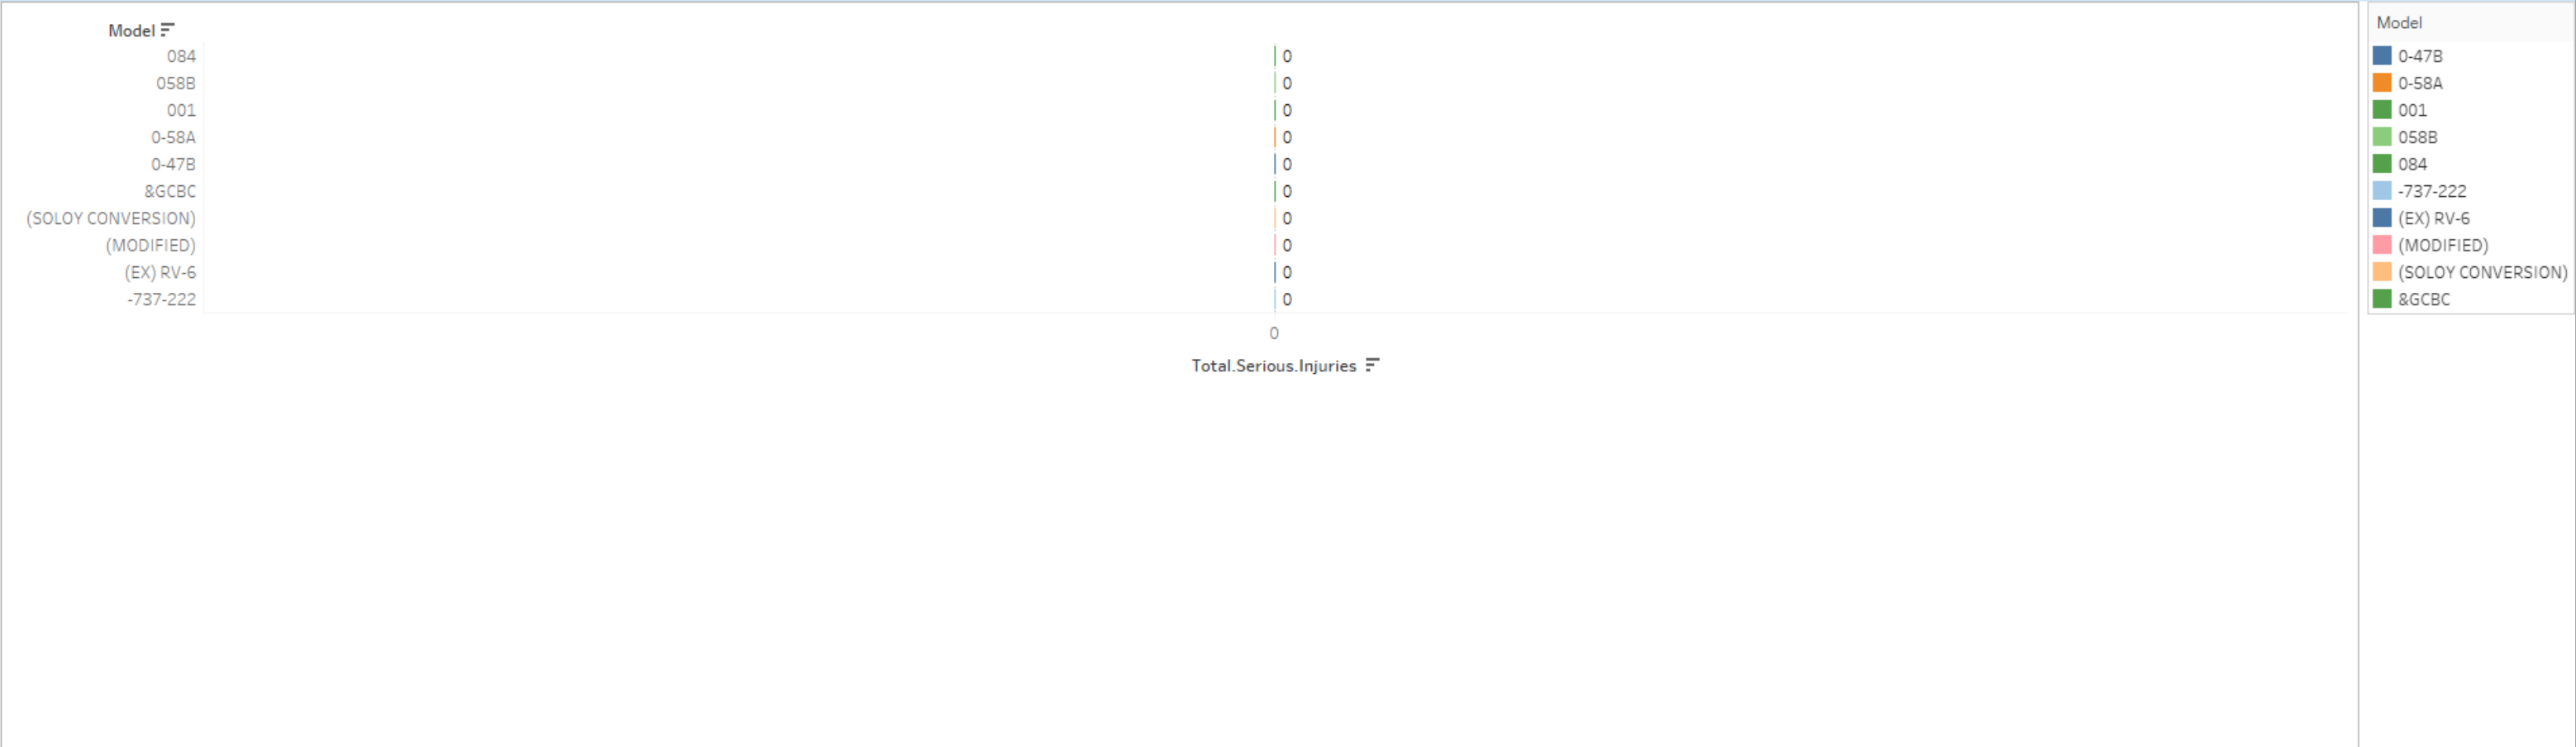 Model
084 0
058B 0
001 0
0-58A 0
0-47B 0
&GCBC 0
(SOLOY CONVERSION) 0
(MODIFIED) 0
(EX) RV-6 0
-737-222 0
0
Total.Serious.Injuries
Model
0-47B
0-58A
001
058B
084
-737-222
(EX) RV-6
(MODIFIED)
(SOLOY CONVERSION)
&GCBC